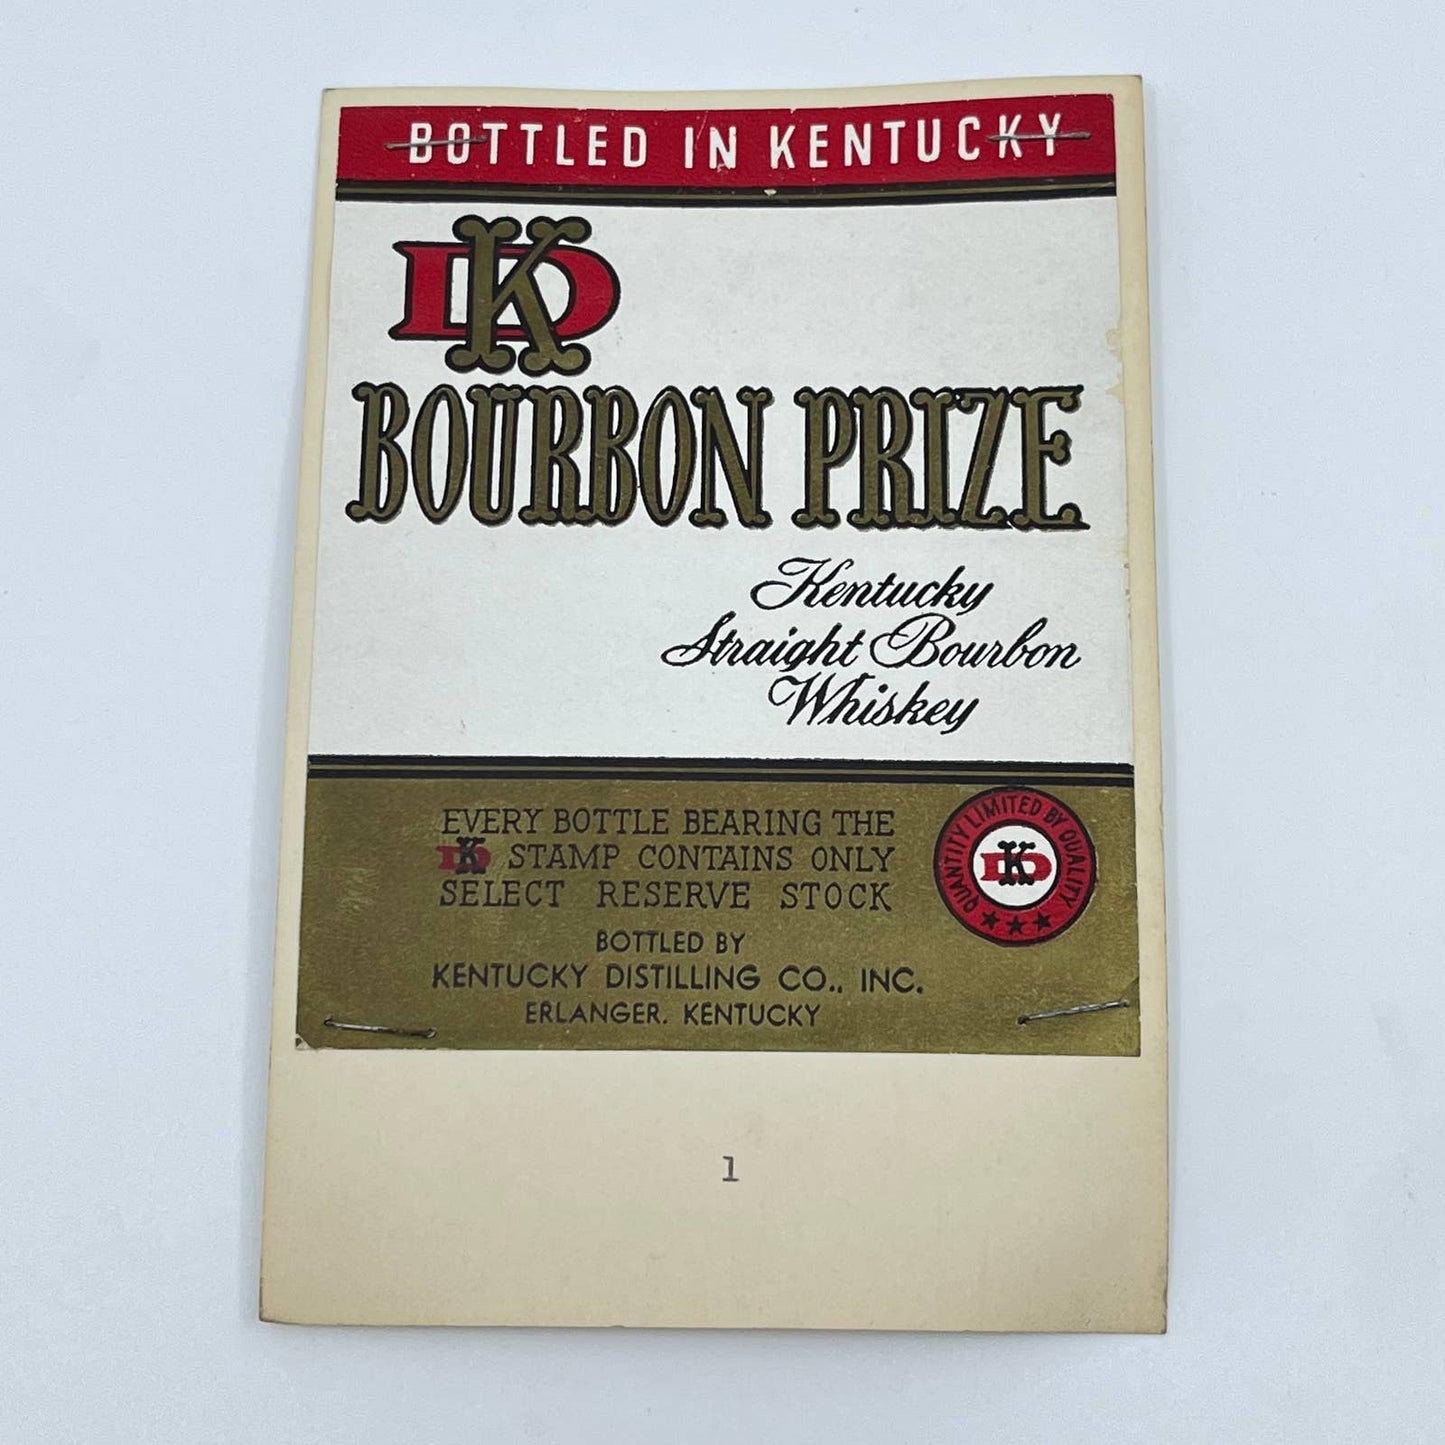 BOTTLED IN KENTUCKY
KD
BOURBON PRIZE
Kentucky
Straight Bourbon
Whiskey
EVERY BOTTLE BEARING THE
KD STAMP CONTAINS ONLY
SELECT RESERVE STOCK
QUANTITY LIMITED BY QUALITY
KD
BOTTLED BY
KENTUCKY DISTILLING CO., INC.
ERLANGER. KENTUCKY
1